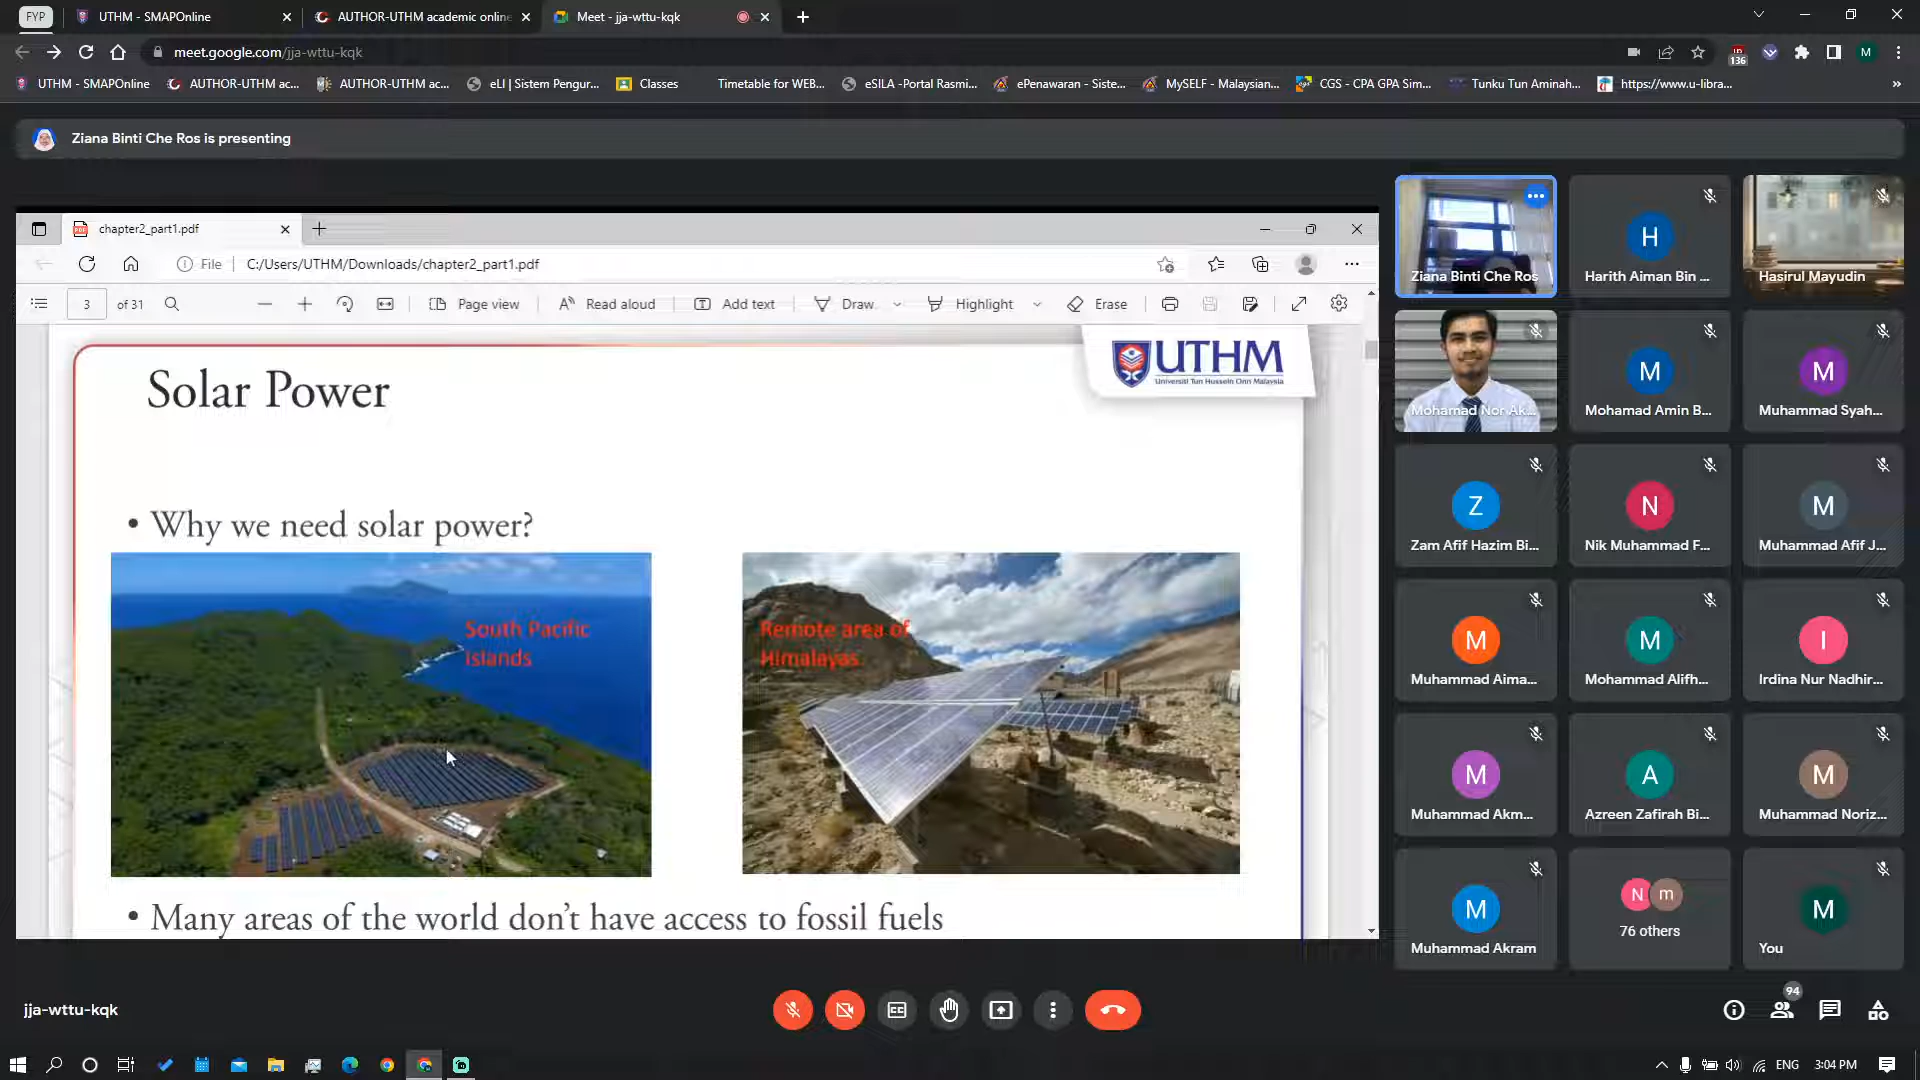 FYP
UTHM - SMAPOnline
AUTHOR-UTHM academic online
Meet - jja-wttu-kqk
meet.google.com/jja-wttu-kqk
136
M
UTHM - SMAPOnline
AUTHOR-UTHM ac...
AUTHOR-UTHM ac...
eLI | Sistem Pengur...
Classes
Timetable for WEB...
eSILA -Portal Rasmi...
ePenawaran - Siste...
MySELF - Malaysian...
CGS - CPA GPA Sim...
Tunku Tun Aminah...
https://www.u-libra...
»
Ziana Binti Che Ros is presenting
chapter2_part1.pdf
File
C:/Users/UTHM/Downloads/chapter2_part1.pdf
3 of 31
Page view
Read aloud
Add text
Draw
Highlight
Erase
UTHM
Universiti Tun Hussein Onn Malaysia
Solar Power
• Why we need solar power?
South Pacific
Islands
Remote area of
Himalayas
• Many areas of the world don't have access to fossil fuels
Ziana Binti Che Ros
H
Harith Aiman Bin ...
Hasirul Mayudin
Mohamad Nor Ak...
M
Mohamad Amin B...
M
Muhammad Syah...
Z
Zam Afif Hazim Bi...
N
Nik Muhammad F...
M
Muhammad Afif J...
M
Muhammad Aima...
M
Mohammad Alifh...
I
Irdina Nur Nadhir...
M
Muhammad Akm...
A
Azreen Zafirah Bi...
M
Muhammad Noriz...
M
Muhammad Akram
N m
76 others
M
You
jja-wttu-kqk
94
ENG
3:04 PM